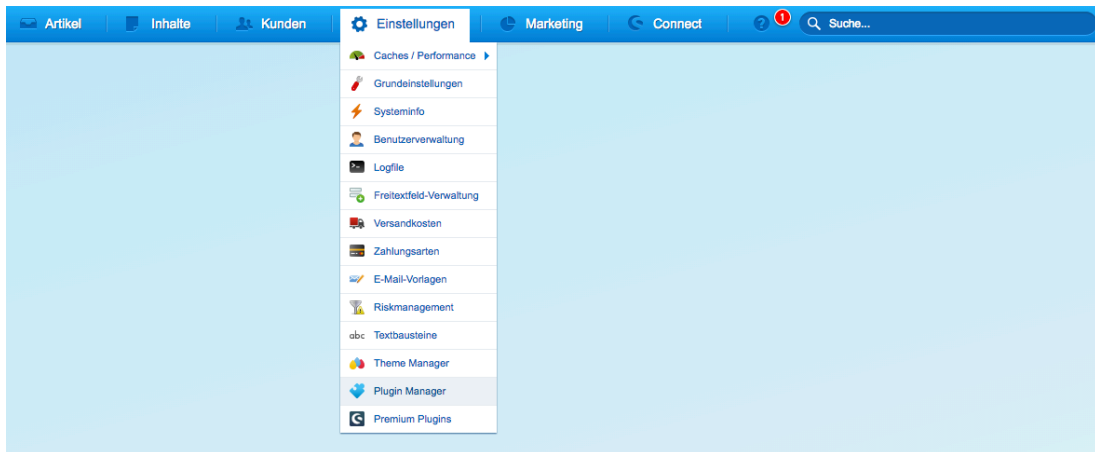 Artikel Inhalte Kunden Einstellungen Marketing Connect ? 1 Suche...
Caches / Performance
Grundeinstellungen
Systeminfo
Benutzerverwaltung
Logfile
Freitextfeld-Verwaltung
Versandkosten
Zahlungsarten
E-Mail-Vorlagen
Riskmanagement
abc Textbausteine
Theme Manager
Plugin Manager
Premium Plugins